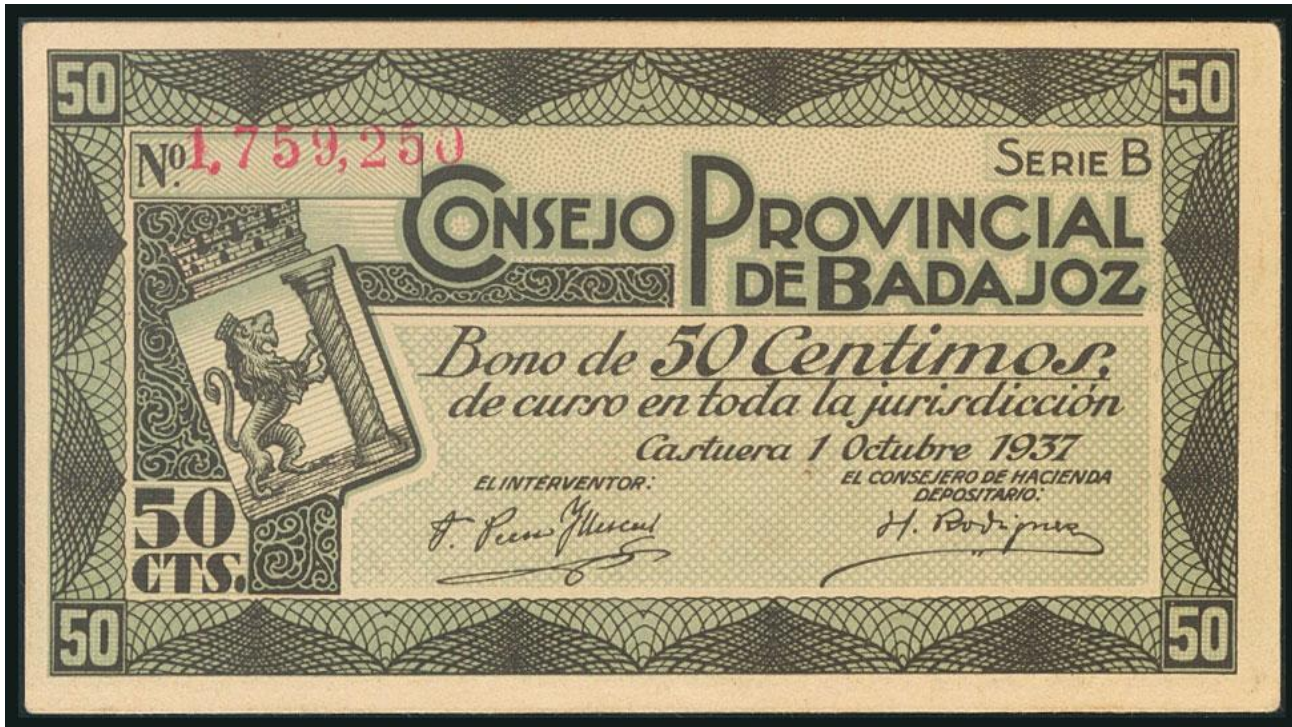 50 50
Nº 1,759,250
SERIE B
CONSEJO PROVINCIAL
DE BADAJOZ
Bono de 50 Centimos,
de curso en toda la jurisdicción
Castuera 1 Octubre 1937
EL INTERVENTOR:
EL CONSEJERO DE HACIENDA
DEPOSITARIO:
H. Rodriguez
50
CTS.
50 50